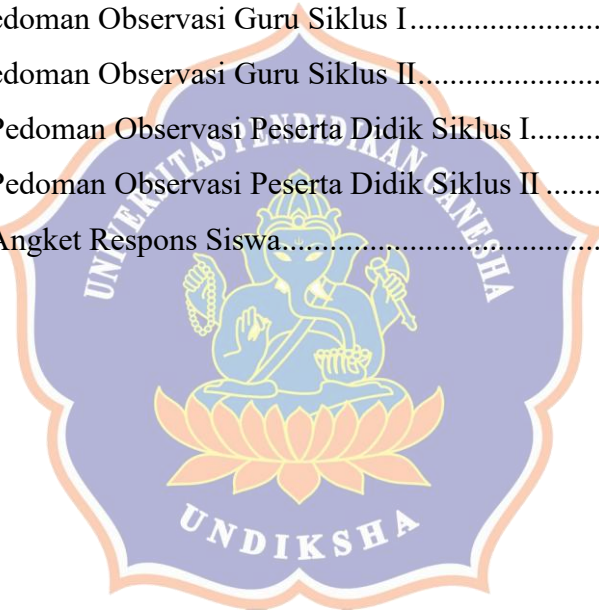 edoman Observasi Guru Siklus I....................
edoman Observasi Guru Siklus II...................
Pedoman Observasi Peserta Didik Siklus I.........
Pedoman Observasi Peserta Didik Siklus II .......
Angket Respons Siswa.......................................
UNIVERSITAS PENDIDIKAN GANESHA
UNDIKSHA